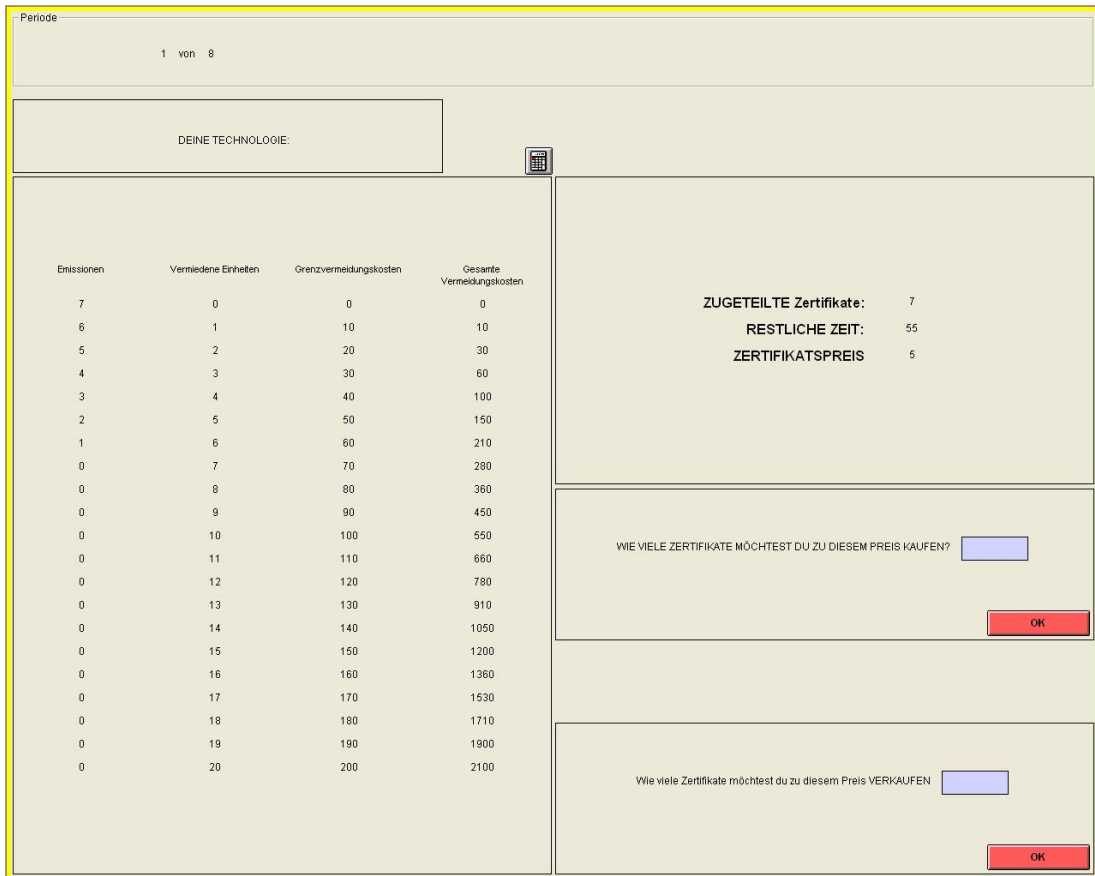 Periode
1 von 8
DEINE TECHNOLOGIE:
Emissionen Vermiedene Einheiten Grenzvermeidungskosten Gesamte Vermeidungskosten
7 0 0 0
6 1 10 10
5 2 20 30
4 3 30 60
3 4 40 100
2 5 50 150
1 6 60 210
0 7 70 280
0 8 80 360
0 9 90 450
0 10 100 550
0 11 110 660
0 12 120 780
0 13 130 910
0 14 140 1050
0 15 150 1200
0 16 160 1360
0 17 170 1530
0 18 180 1710
0 19 190 1900
0 20 200 2100
ZUGETEILTE Zertifikate: 7
RESTLICHE ZEIT: 55
ZERTIFIKATSPREIS 5
WIE VIELE ZERTIFIKATE MÖCHTEST DU ZU DIESEM PREIS KAUFEN?
OK
Wie viele Zertifikate möchtest du zu diesem Preis VERKAUFEN
OK